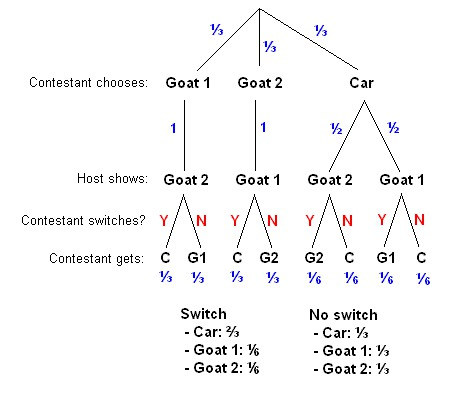 ⅓ ⅓ ⅓
Contestant chooses: Goat 1 Goat 2 Car
1 1 ½ ½
Host shows: Goat 2 Goat 1 Goat 2 Goat 1
Contestant switches? Y N Y N Y N Y N
Contestant gets: C G1 C G2 G2 C G1 C
⅓ ⅓ ⅓ ⅓ ⅙ ⅙ ⅙ ⅙
Switch
- Car: ⅔
- Goat 1: ⅙
- Goat 2: ⅙
No switch
- Car: ⅓
- Goat 1: ⅓
- Goat 2: ⅓